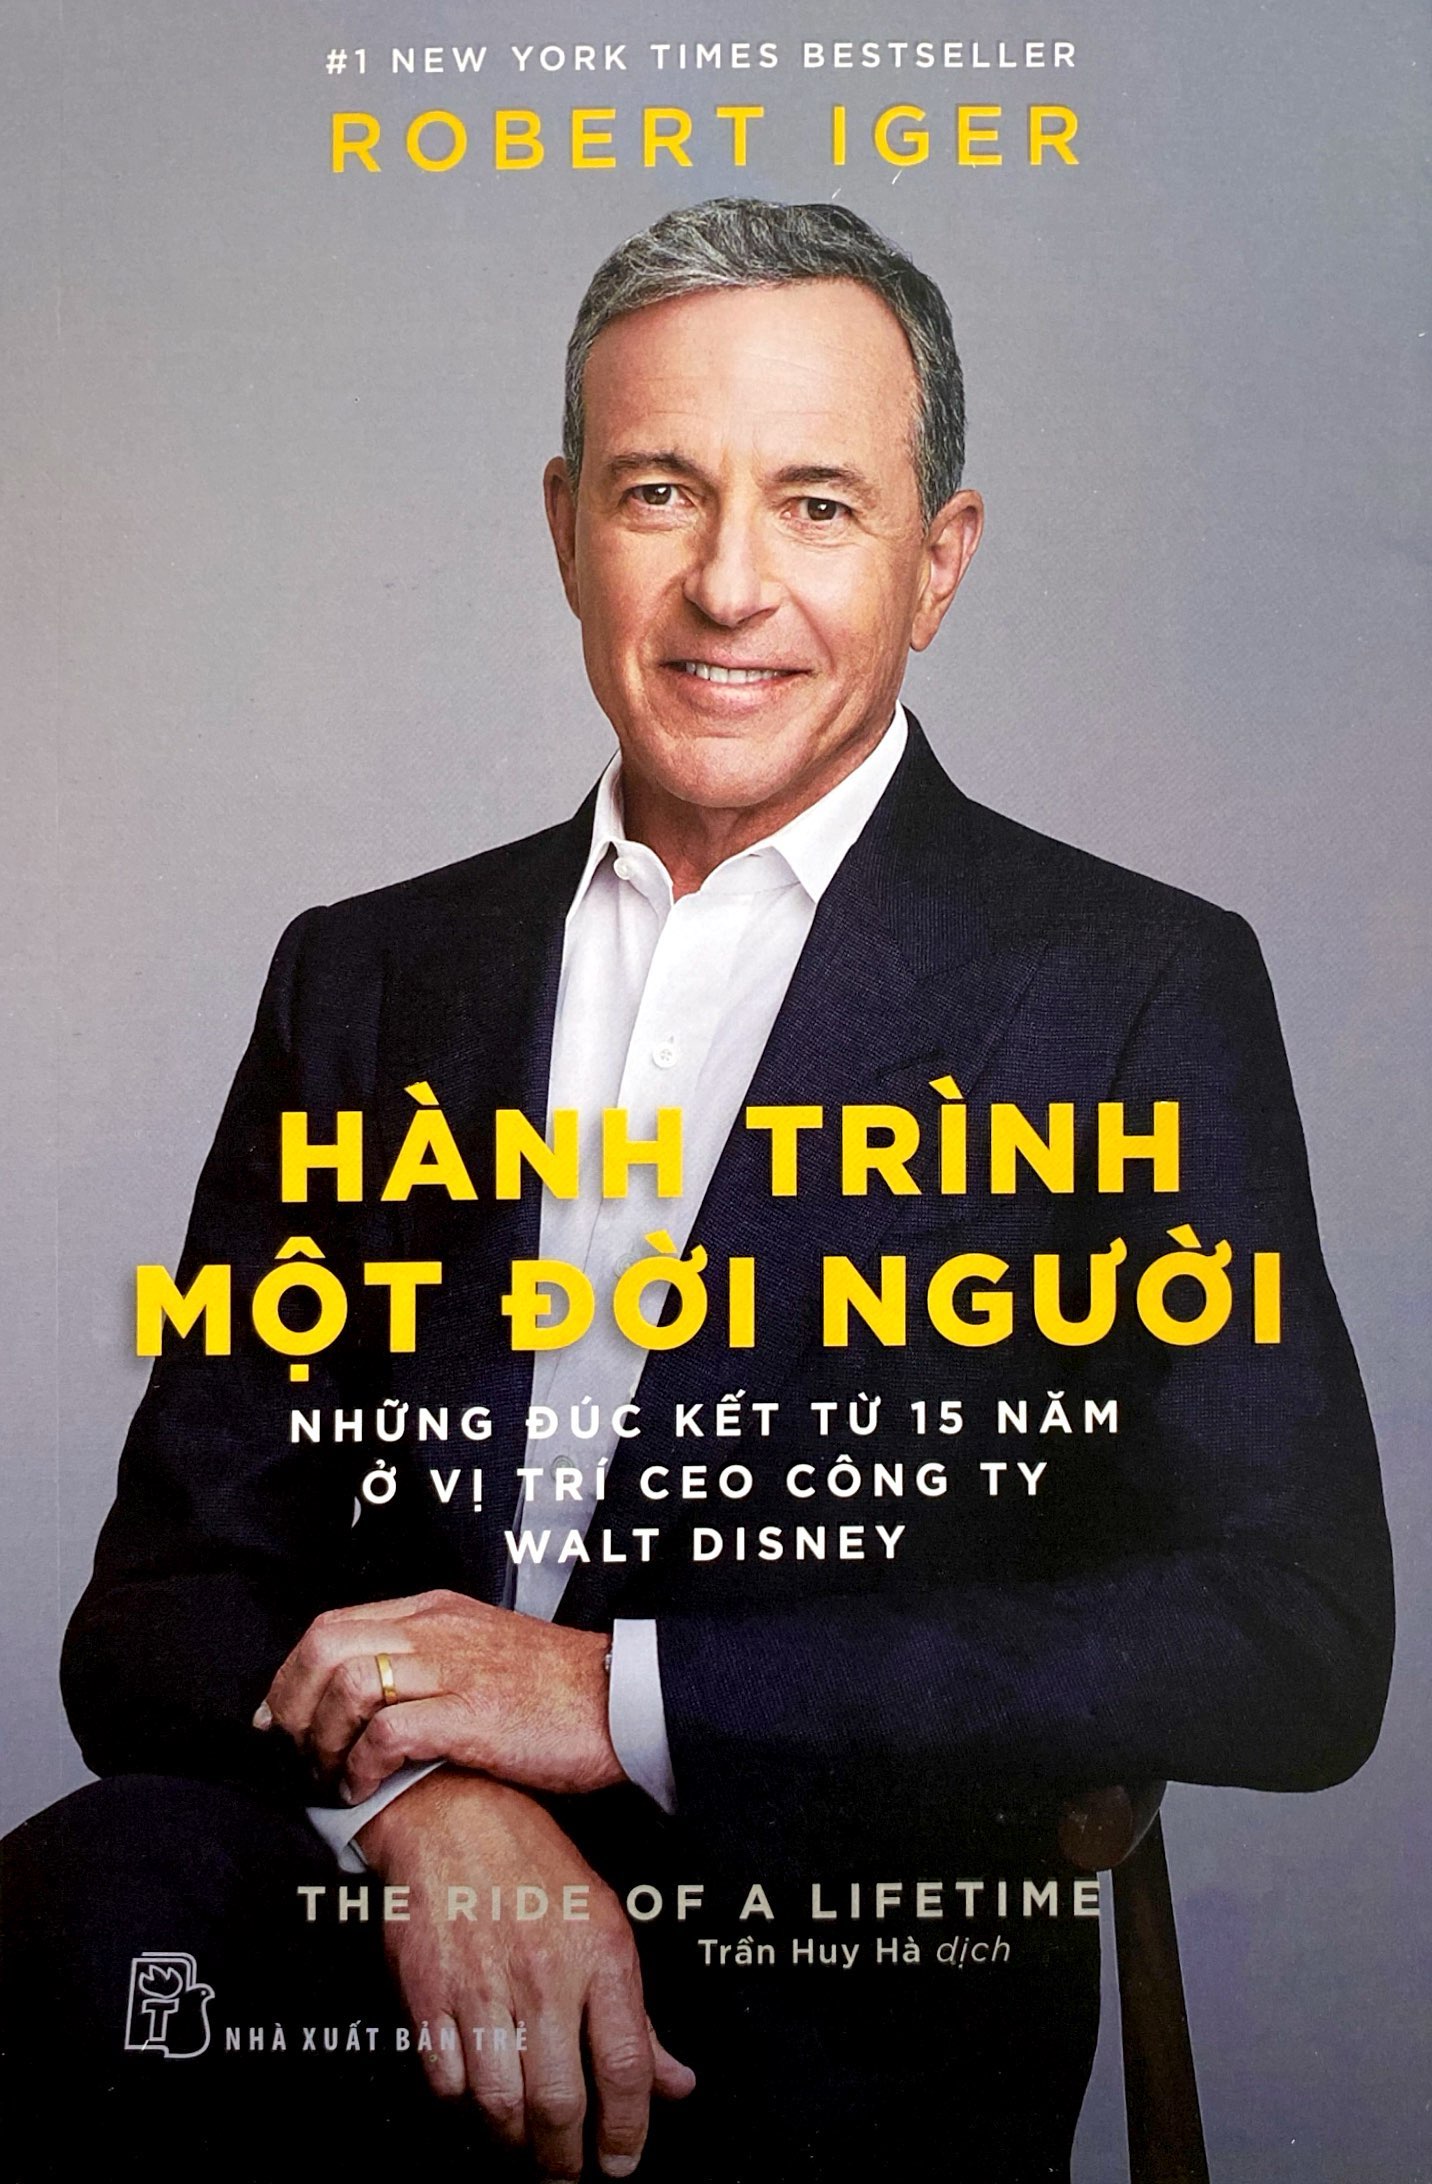 #1 NEW YORK TIMES BESTSELLER
ROBERT IGER
HÀNH TRÌNH
MỘT ĐỜI NGƯỜI
NHỮNG ĐÚC KẾT TỪ 15 NĂM
Ở VỊ TRÍ CEO CÔNG TY
WALT DISNEY
THE RIDE OF A LIFETIME
Trần Huy Hà dịch
T
NHÀ XUẤT BẢN TRẺ